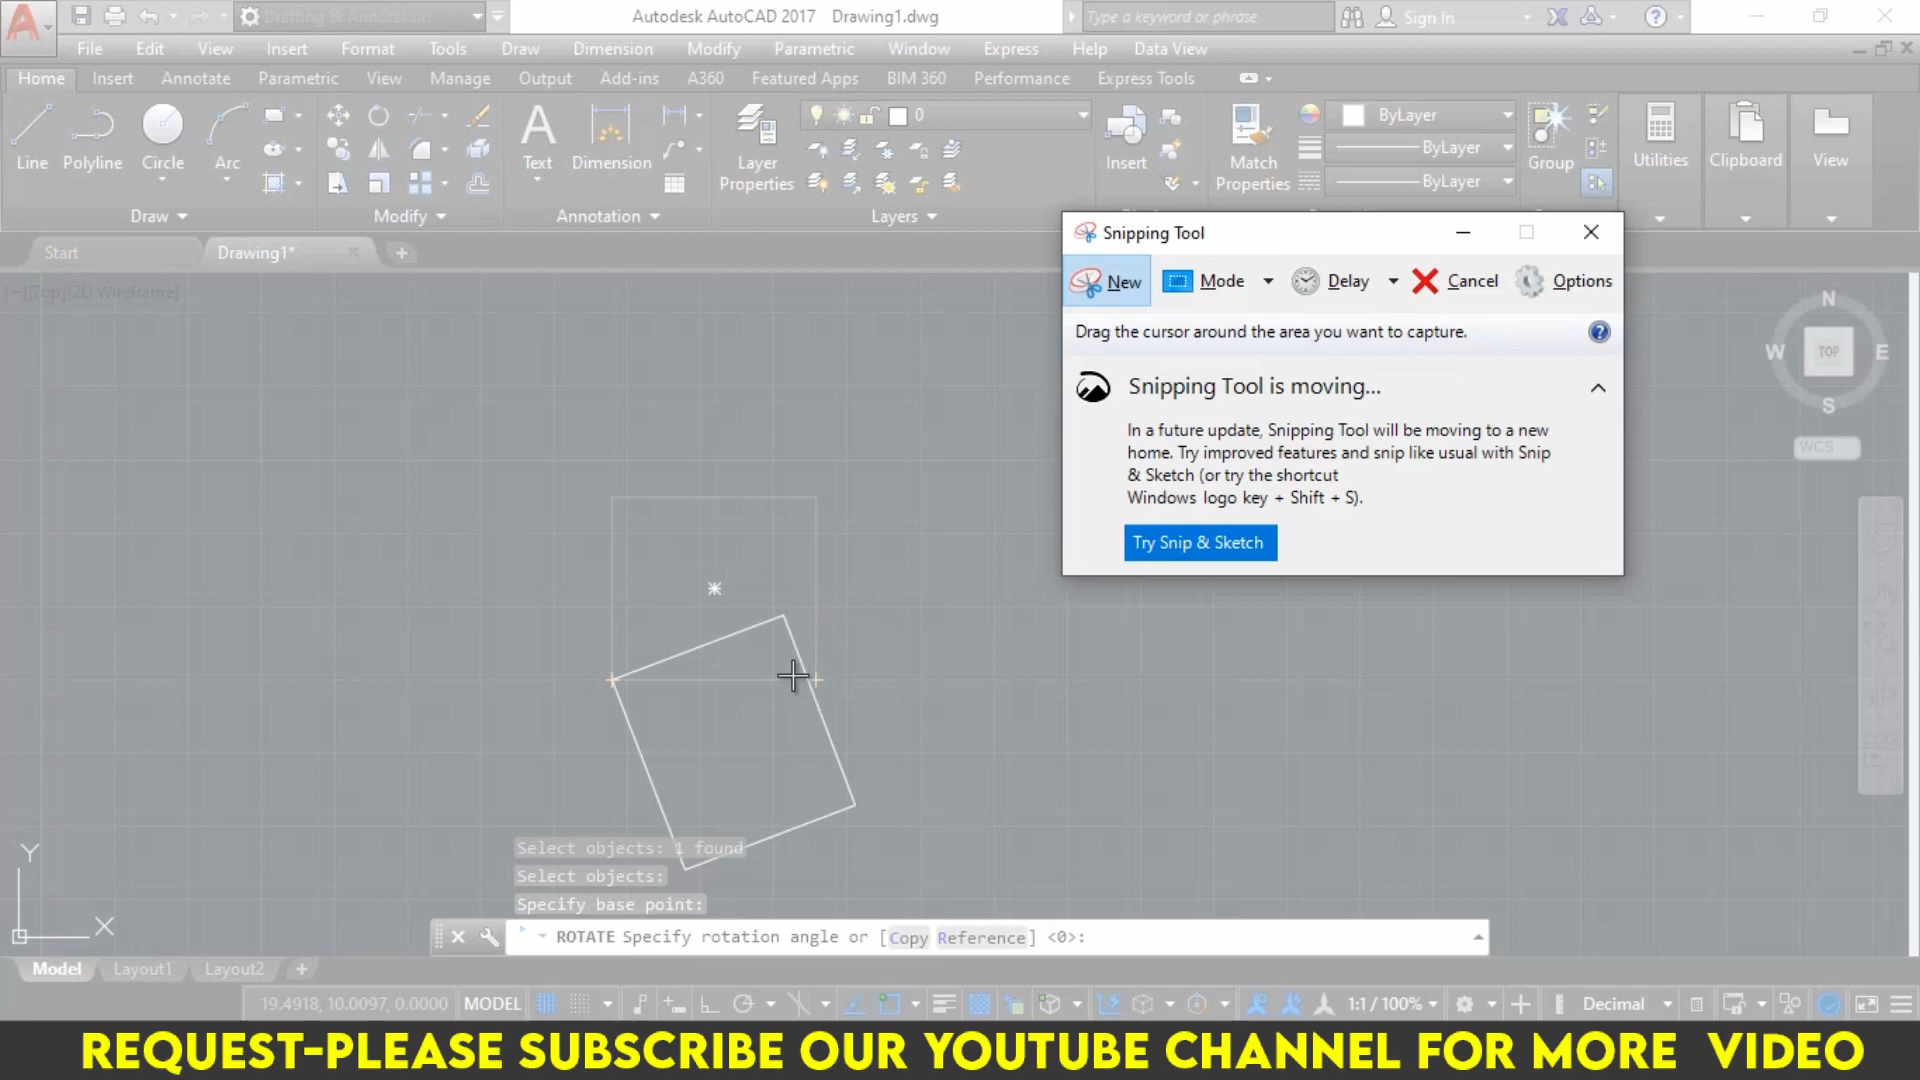 Drafting & Annotation
Autodesk AutoCAD 2017 Drawing1.dwg
Type a keyword or phrase
Sign In
File Edit View Insert Format Tools Draw Dimension Modify Parametric Window Express Help Data View
Home Insert Annotate Parametric View Manage Output Add-ins A360 Featured Apps BIM 360 Performance Express Tools
0
ByLayer
ByLayer
ByLayer
Line Polyline Circle Arc
Text Dimension
Layer Properties
Insert
Match Properties
Group
Utilities
Clipboard
View
Draw Modify Annotation Layers
Start Drawing1*
[−][Top][2D Wireframe]
Snipping Tool
New Mode Delay Cancel Options
Drag the cursor around the area you want to capture.
Snipping Tool is moving...
In a future update, Snipping Tool will be moving to a new
home. Try improved features and snip like usual with Snip
& Sketch (or try the shortcut
Windows logo key + Shift + S).
Try Snip & Sketch
N
W TOP E
S
WCS
Select objects: 1 found
Select objects:
Specify base point:
ROTATE Specify rotation angle or [Copy Reference] <0>:
Y
X
Model Layout1 Layout2
19.4918, 10.0097, 0.0000 MODEL 1:1 / 100% Decimal
REQUEST-PLEASE SUBSCRIBE OUR YOUTUBE CHANNEL FOR MORE VIDEO